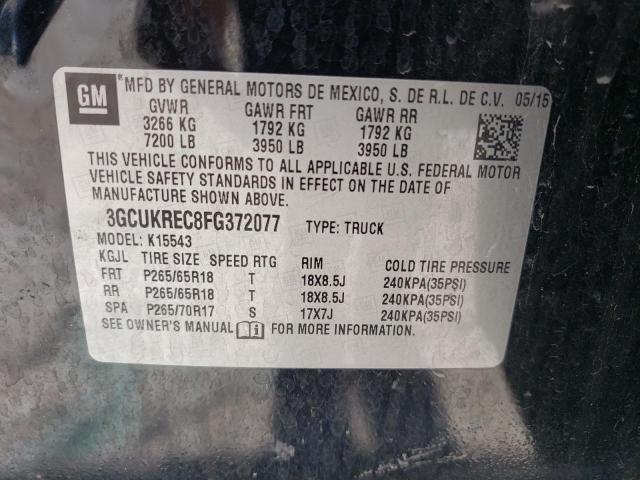 GM
*MFD BY GENERAL MOTORS DE MEXICO, S. DE R.L. DE C.V. 05/15
GVWR GAWR FRT GAWR RR
3266 KG 1792 KG 1792 KG
7200 LB 3950 LB 3950 LB
THIS VEHICLE CONFORMS TO ALL APPLICABLE U.S. FEDERAL MOTOR
VEHICLE SAFETY STANDARDS IN EFFECT ON THE DATE OF
MANUFACTURE SHOWN ABOVE.
3GCUKREC8FG372077 TYPE: TRUCK
MODEL: K15543
KGJL TIRE SIZE SPEED RTG RIM COLD TIRE PRESSURE
FRT P265/65R18 T 18X8.5J 240KPA(35PSI)
RR P265/65R18 T 18X8.5J 240KPA(35PSI)
SPA P265/70R17 S 17X7J 240KPA(35PSI)
SEE OWNER'S MANUAL FOR MORE INFORMATION.